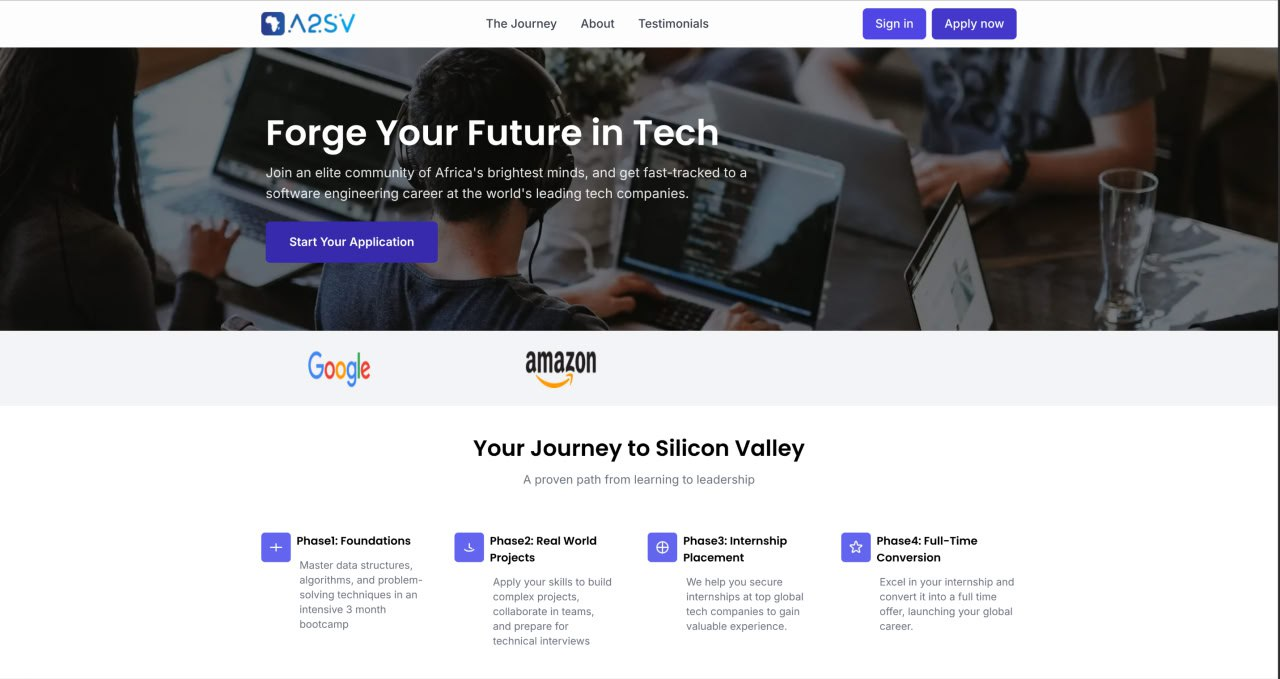 A2SV
The Journey
About
Testimonials
Sign in
Apply now
Forge Your Future in Tech
Join an elite community of Africa's brightest minds, and get fast-tracked to a
software engineering career at the world's leading tech companies.
Start Your Application
Google
amazon
Your Journey to Silicon Valley
A proven path from learning to leadership
Phase1: Foundations
Master data structures,
algorithms, and problem-
solving techniques in an
intensive 3 month
bootcamp
Phase2: Real World
Projects
Apply your skills to build
complex projects,
collaborate in teams,
and prepare for
technical interviews
Phase3: Internship
Placement
We help you secure
internships at top global
tech companies to gain
valuable experience.
Phase4: Full-Time
Conversion
Excel in your internship and
convert it into a full time
offer, launching your global
career.